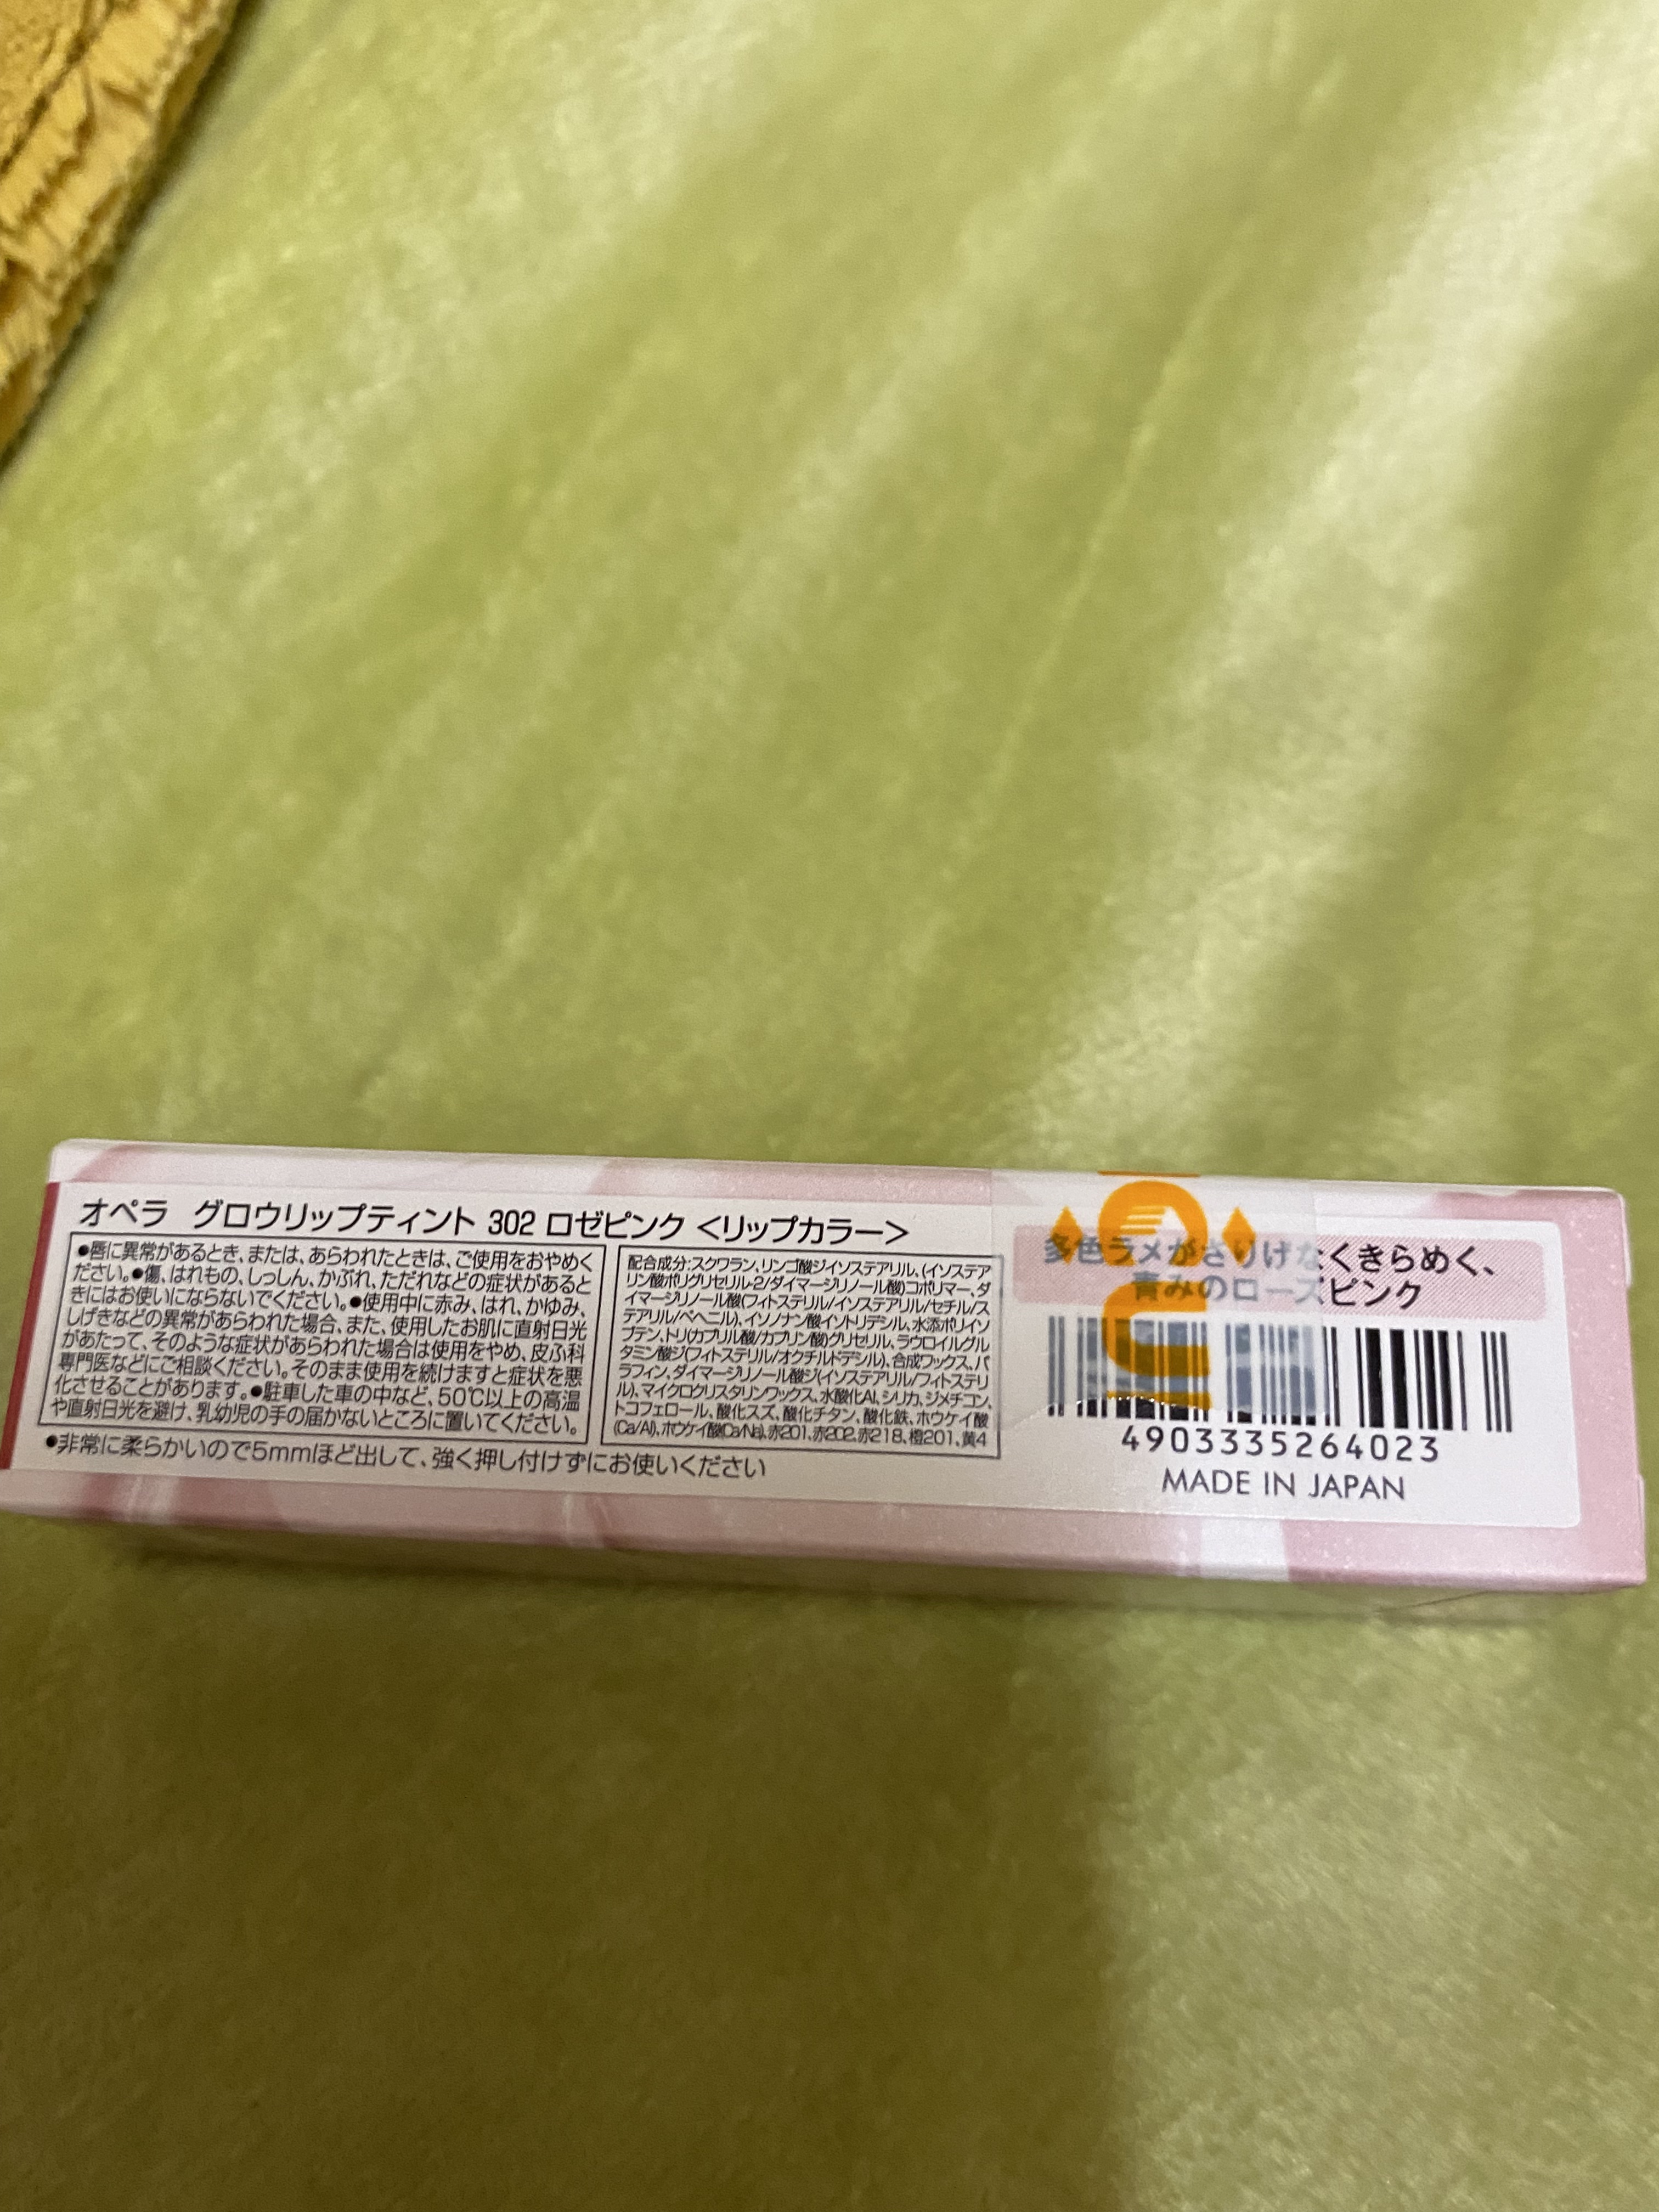 オペラ グロウリップティント 302 ロゼピンク <リップカラー>
●唇に異常があるとき、または、あらわれたときは、ご使用をおやめく
ださい。●傷、はれもの、しっしん、かぶれ、ただれなどの症状があると
きにはお使いにならないでください。●使用中に赤み、はれ、かゆみ、
しげきなどの異常があらわれた場合、また、使用したお肌に直射日光
があたって、そのような症状があらわれた場合は使用をやめ、皮ふ科
専門医などにご相談ください。そのまま使用を続けますと症状を悪
化させることがあります。●駐車した車の中など、50℃以上の高温
や直射日光を避け、乳幼児の手の届かないところに置いてください。
●非常に柔らかいので5mmほど出して、強く押し付けずにお使いください
配合成分:スクワラン、リンゴ酸ジイソステアリル、(イソステア
リン酸ポリグリセリル-2/ダイマージリノール酸)コポリマー、ダ
イマージリノール酸(フィトステリル/イソステアリル/セチル/ス
テアリル/ベヘニル)、イソノナン酸イソトリデシル、水添ポリイソ
ブテン、トリ(カプリル酸/カプリン酸)グリセリル、ラウロイルグル
タミン酸ジ(フィトステリル/オクチルドデシル)、合成ワックス、パ
ラフィン、ダイマージリノール酸ジ(イソステアリル/フィトステリ
ル)、マイクロクリスタリンワックス、水酸化Al、シリカ、ジメチコン、
トコフェロール、酸化スズ、酸化チタン、酸化鉄、ホウケイ酸
(Ca/Al)、ホウケイ酸(Ca/Na)、赤201、赤202、赤218、橙201、黄4
多色ラメがさりげなくきらめく、
青みのローズピンク
4903335264023
MADE IN JAPAN